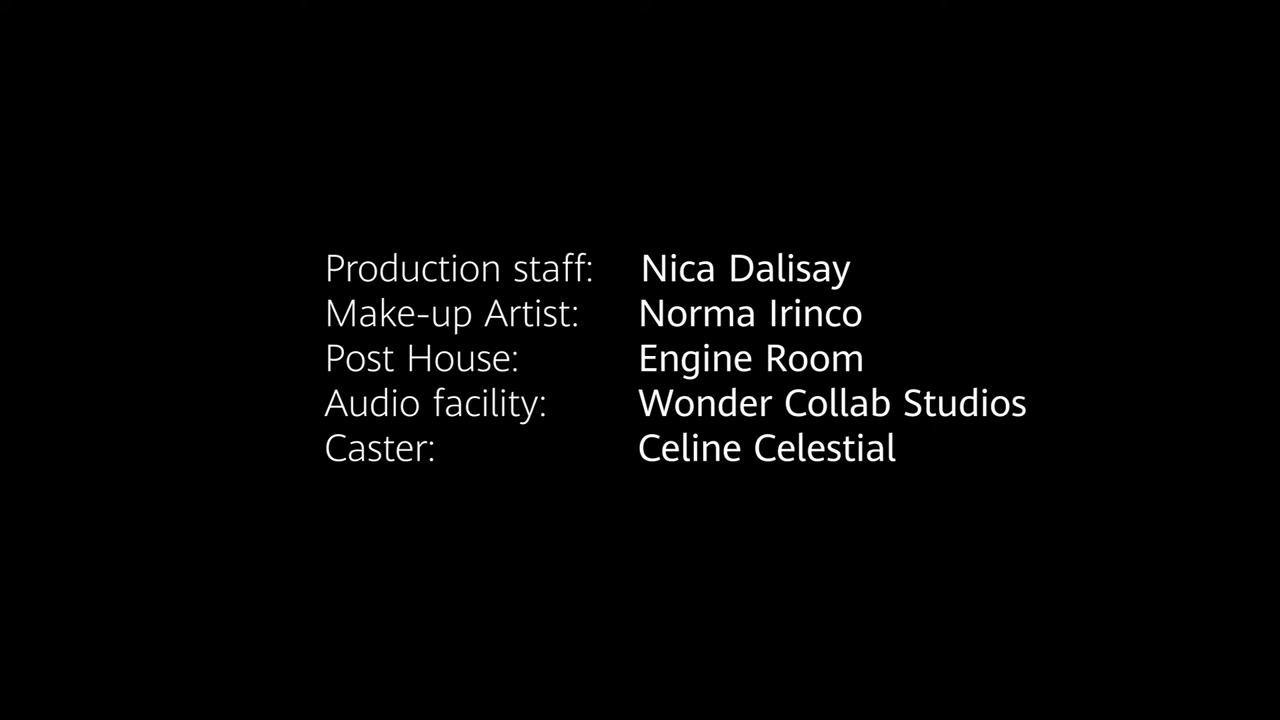 Production staff: Nica Dalisay
Make-up Artist: Norma Irinco
Post House: Engine Room
Audio facility: Wonder Collab Studios
Caster: Celine Celestial